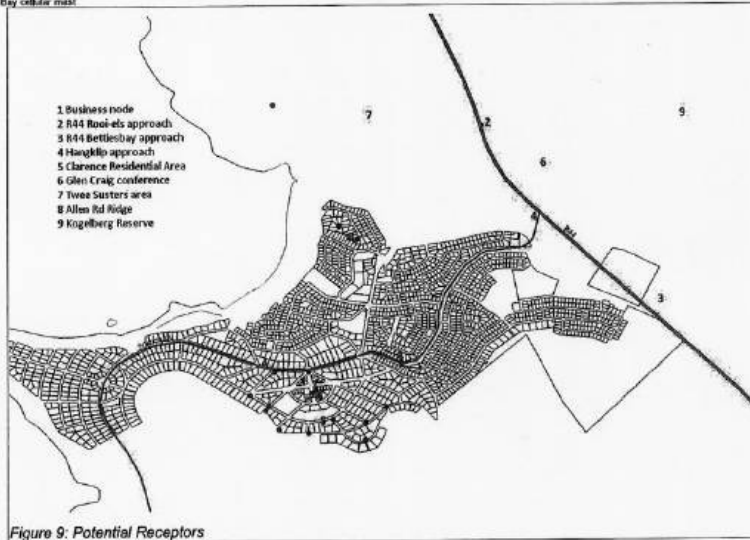 Bay cellular mast
1 Business node
2 R44 Rooi-els approach
3 R44 Bettiesbay approach
4 Hangklip approach
5 Clarence Residential Area
6 Glen Craig conference
7 Twee Susters area
8 Allen Rd Ridge
9 Kogelberg Reserve
7
2
9
6
4
R44
3
Figure 9: Potential Receptors